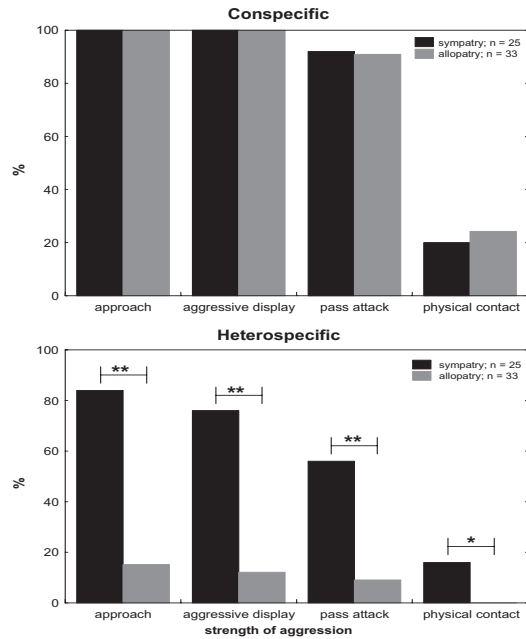 Conspecific
100
80
60
40
20
0
%
sympatry; n = 25
allopatry; n = 33
approach
aggressive display
pass attack
physical contact
Heterospecific
100
80
60
40
20
0
%
sympatry; n = 25
allopatry; n = 33
**
**
**
*
approach
aggressive display
pass attack
physical contact
strength of aggression